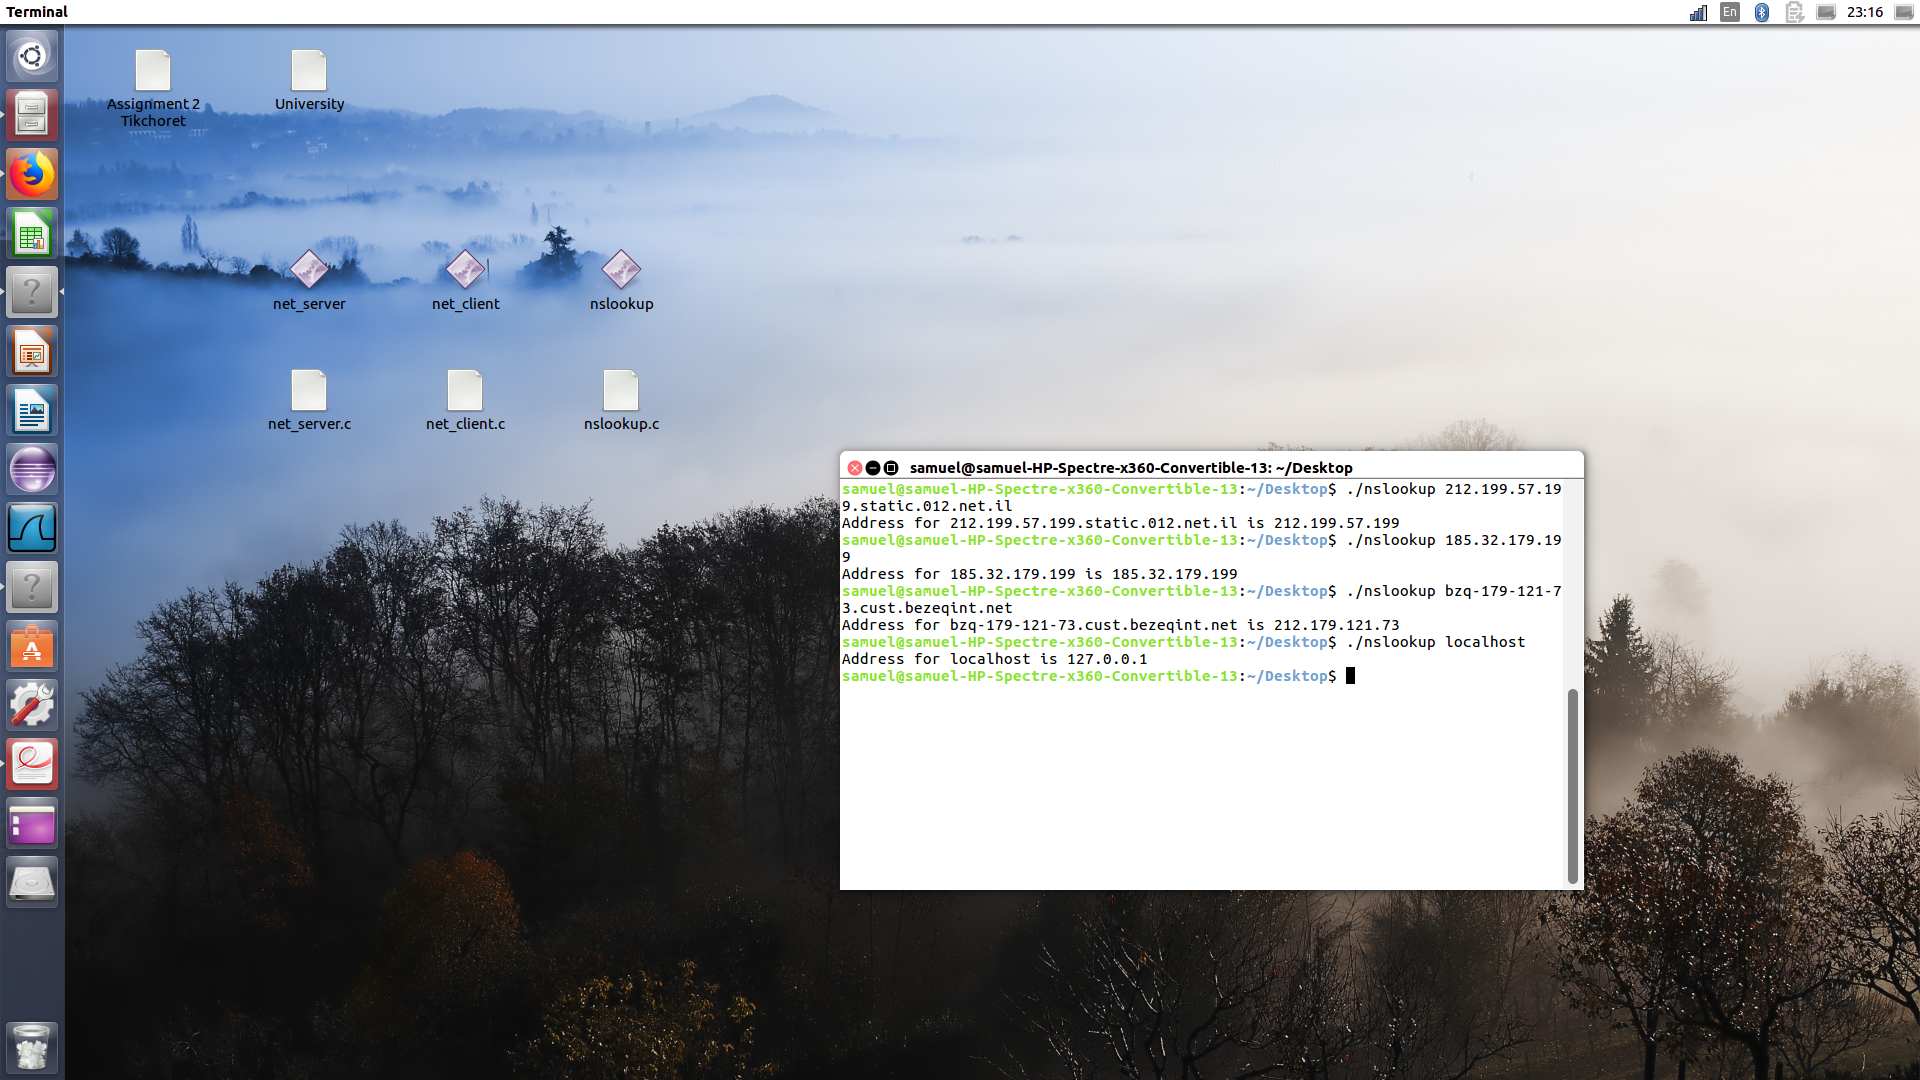 Terminal
En
23:16
Assignment 2
Tikchoret
University
net_server
net_client
nslookup
net_server.c
net_client.c
nslookup.c
samuel@samuel-HP-Spectre-x360-Convertible-13: ~/Desktop
samuel@samuel-HP-Spectre-x360-Convertible-13:~/Desktop$ ./nslookup 212.199.57.19
9.static.012.net.il
Address for 212.199.57.199.static.012.net.il is 212.199.57.199
samuel@samuel-HP-Spectre-x360-Convertible-13:~/Desktop$ ./nslookup 185.32.179.19
9
Address for 185.32.179.199 is 185.32.179.199
samuel@samuel-HP-Spectre-x360-Convertible-13:~/Desktop$ ./nslookup bzq-179-121-7
3.cust.bezeqint.net
Address for bzq-179-121-73.cust.bezeqint.net is 212.179.121.73
samuel@samuel-HP-Spectre-x360-Convertible-13:~/Desktop$ ./nslookup localhost
Address for localhost is 127.0.0.1
samuel@samuel-HP-Spectre-x360-Convertible-13:~/Desktop$